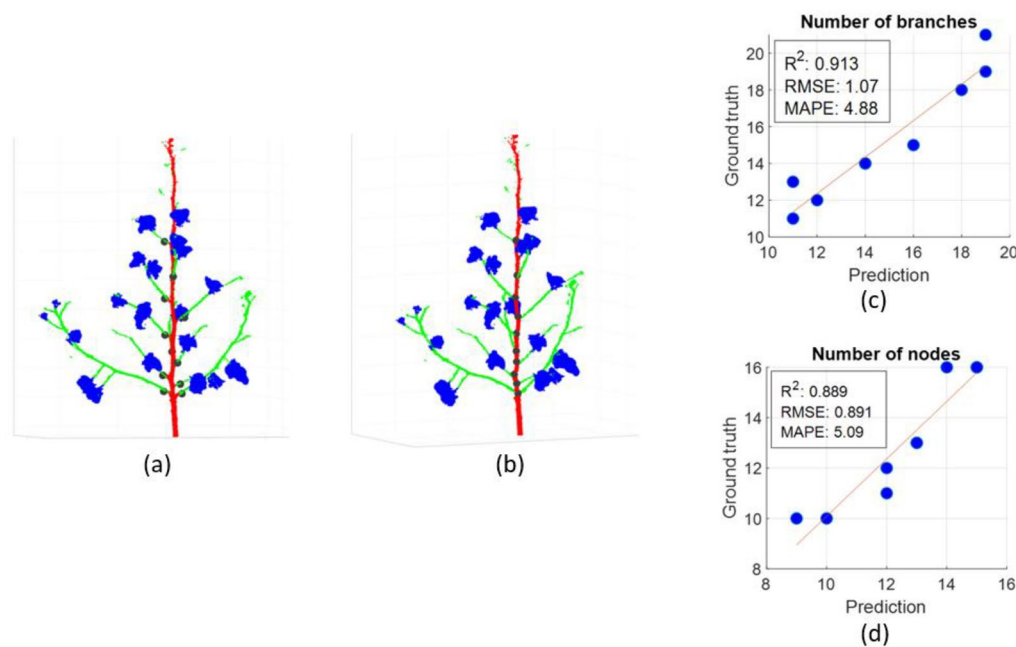 (a)
(b)
Number of branches
R²: 0.913
RMSE: 1.07
MAPE: 4.88
Ground truth
20
18
16
14
12
10
10 12 14 16 18 20
Prediction
(c)
Number of nodes
R²: 0.889
RMSE: 0.891
MAPE: 5.09
Ground truth
16
14
12
10
8
8 10 12 14 16
Prediction
(d)